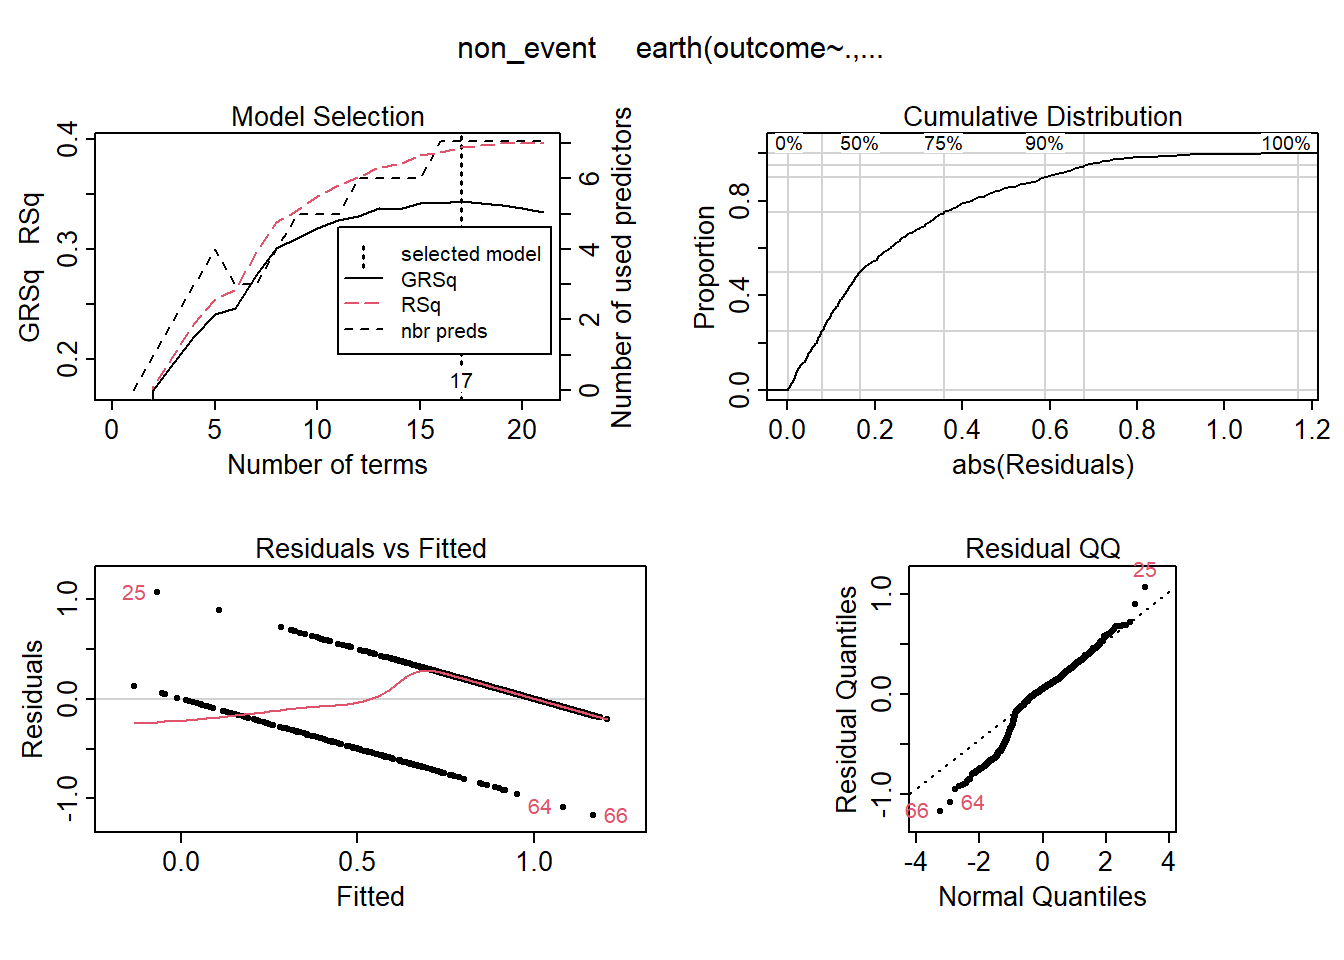 non_event earth(outcome~.,...
Model Selection
GRSq RSq
0.2 0.3 0.4
selected model
GRSq
RSq
nbr preds
17
0 2 4 6
Number of used predictors
0 5 10 15 20
Number of terms
Cumulative Distribution
0% 50% 75% 90% 100%
Proportion
0.0 0.4 0.8
0.0 0.2 0.4 0.6 0.8 1.0 1.2
abs(Residuals)
Residuals vs Fitted
Residuals
-1.0 0.0 1.0
25
64
66
0.0 0.5 1.0
Fitted
Residual QQ
Residual Quantiles
-1.0 0.0 1.0
25
64
66
-4 -2 0 2 4
Normal Quantiles